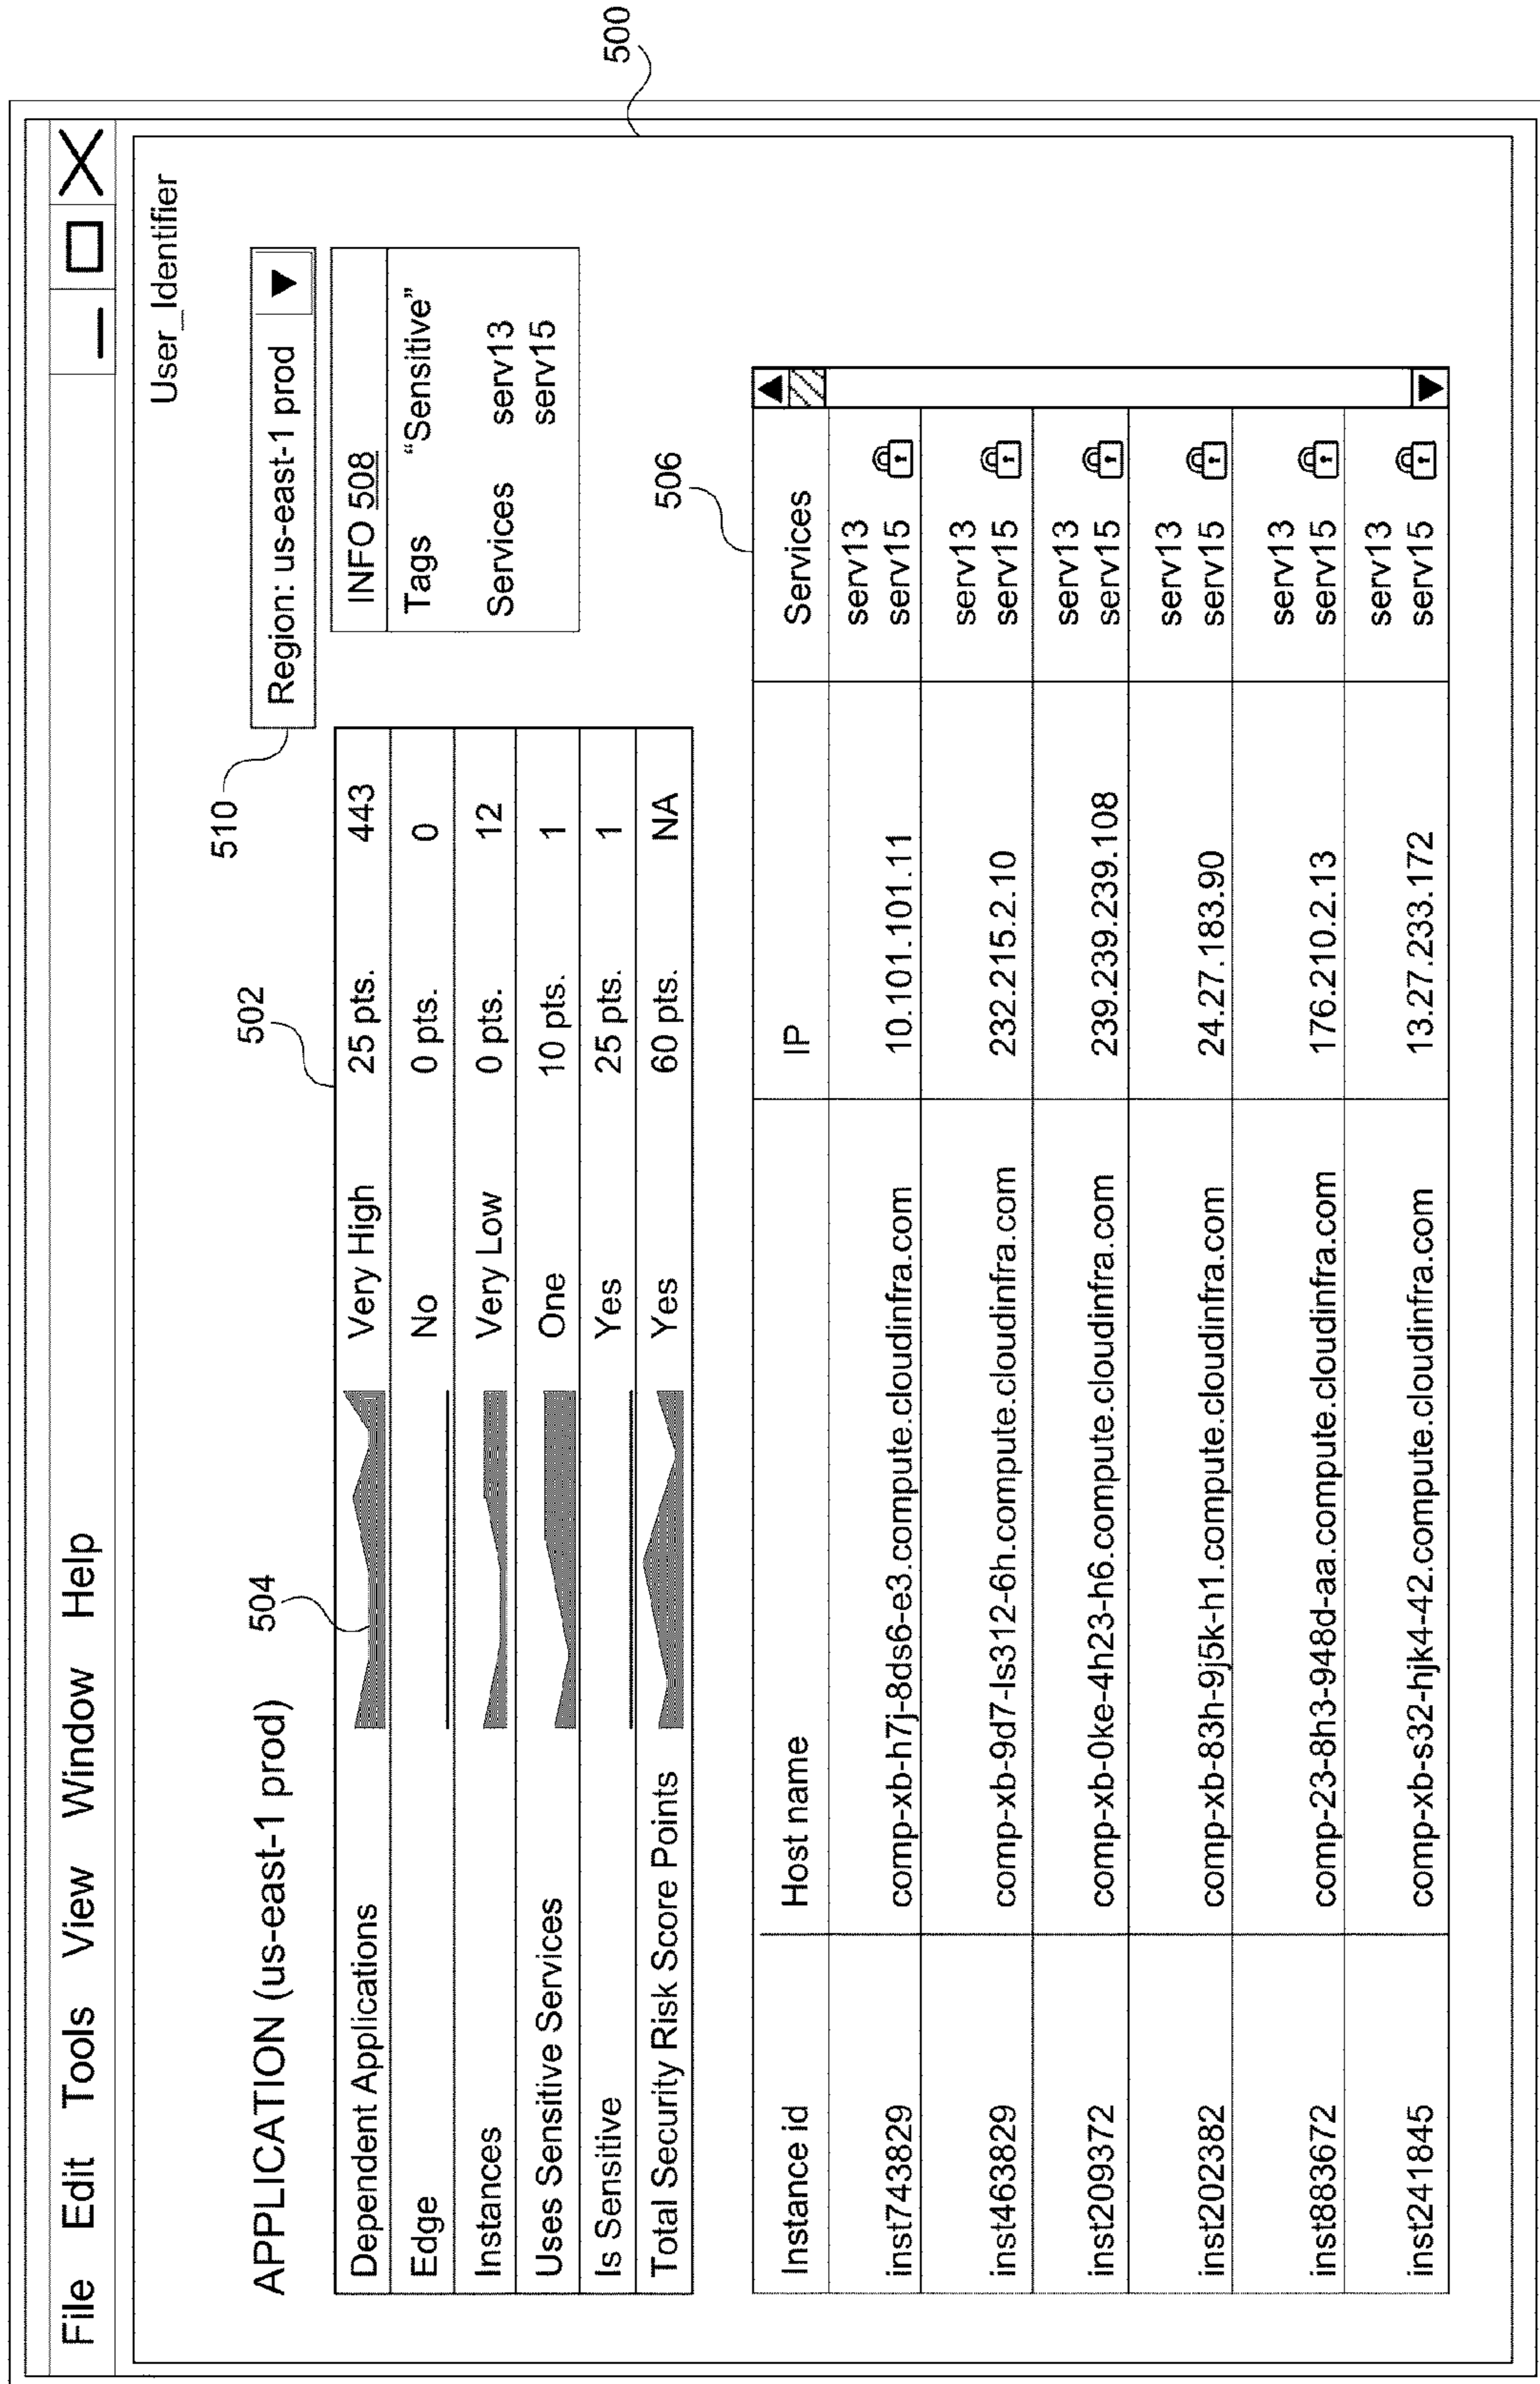 File Edit Tools View Window Help
User_Identifier
500
APPLICATION (us-east-1 prod)
504
502
510
Region: us-east-1 prod
Dependent Applications Very High 25 pts. 443
Edge No 0 pts. 0
Instances Very Low 0 pts. 12
Uses Sensitive Services One 10 pts. 1
Is Sensitive Yes 25 pts. 1
Total Security Risk Score Points Yes 60 pts. NA
INFO 508
Tags “Sensitive”
Services serv13
serv15
506
Instance id Host name IP Services
inst743829 comp-xb-h7j-8ds6-e3.compute.cloudinfra.com 10.101.101.11 serv13
serv15
inst463829 comp-xb-9d7-ls312-6h.compute.cloudinfra.com 232.215.2.10 serv13
serv15
inst209372 comp-xb-0ke-4h23-h6.compute.cloudinfra.com 239.239.239.108 serv13
serv15
inst202382 comp-xb-83h-9j5k-h1.compute.cloudinfra.com 24.27.183.90 serv13
serv15
inst883672 comp-23-8h3-948d-aa.compute.cloudinfra.com 176.210.2.13 serv13
serv15
inst241845 comp-xb-s32-hjk4-42.compute.cloudinfra.com 13.27.233.172 serv13
serv15